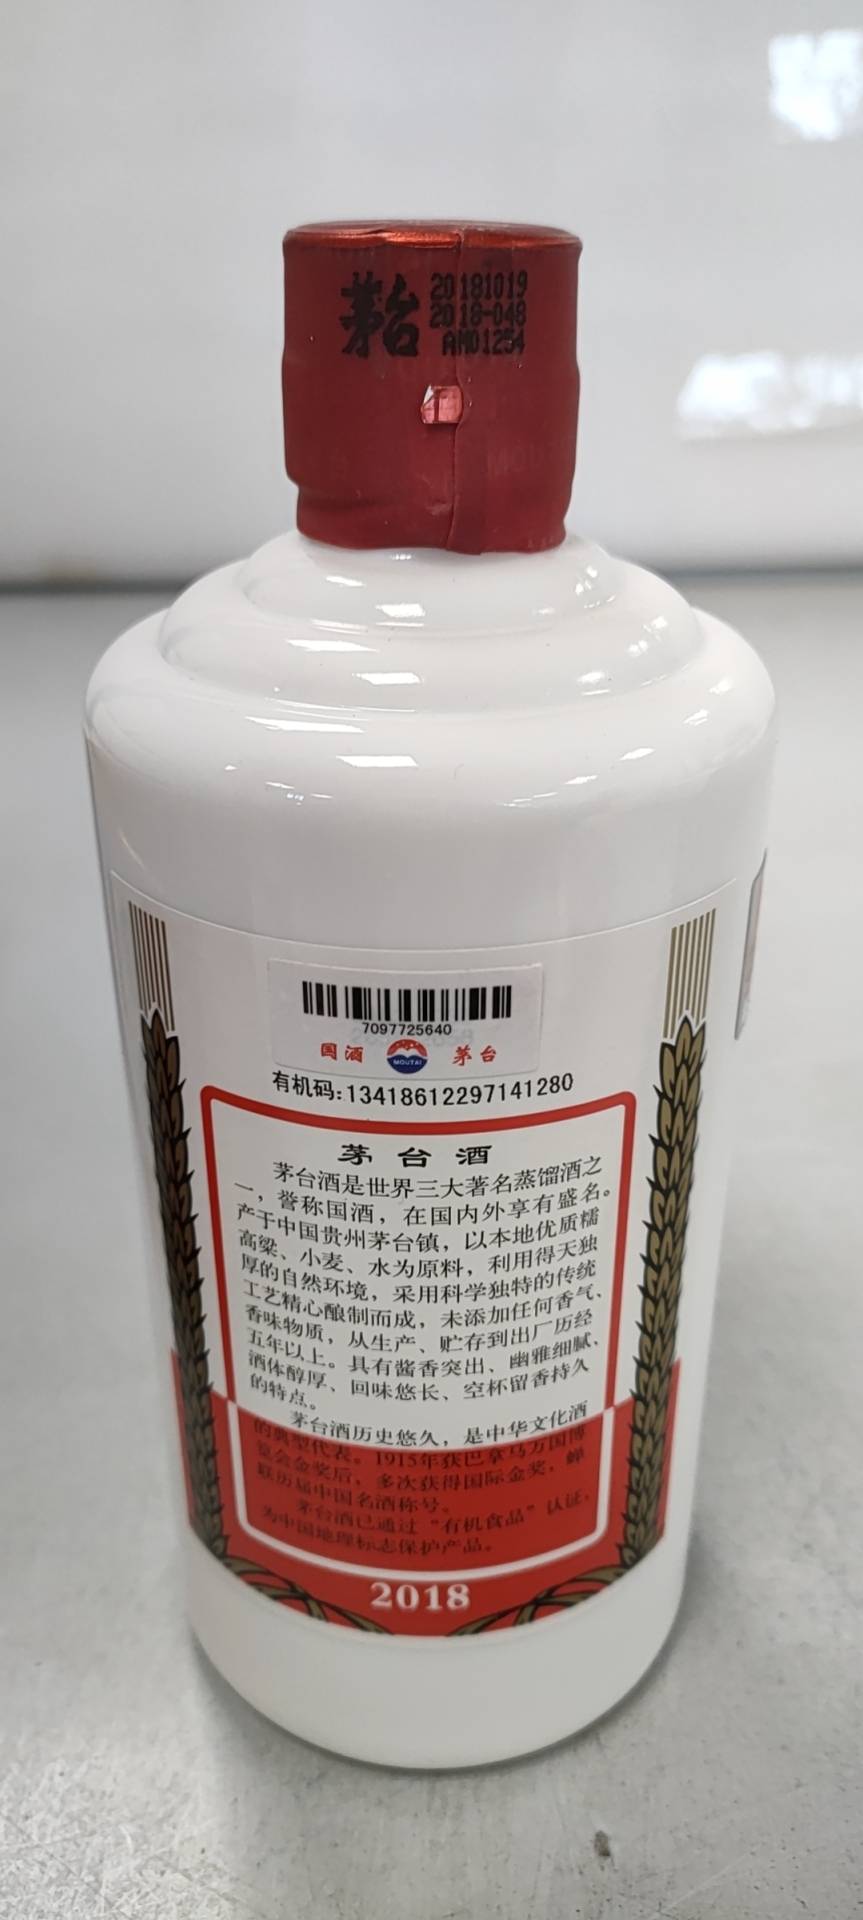 茅台
20181019
2018-048
AM01254
7097725640
国酒 MOUTAI 茅台
有机码:13418612297141280
茅台酒
茅台酒是世界三大著名蒸馏酒之
一，誉称国酒，在国内外享有盛名。
产于中国贵州茅台镇，以本地优质糯
高粱、小麦、水为原料，利用得天独
厚的自然环境，采用科学独特的传统
工艺精心酿制而成，未添加任何香气、
香味物质，从生产、贮存到出厂历经
五年以上。具有酱香突出、幽雅细腻、
酒体醇厚、回味悠长、空杯留香持久
的特点。
茅台酒历史悠久，是中华文化酒
的典型代表。1915年获巴拿马万国博
览会金奖后，多次获得国际金奖，蝉
联历届中国名酒称号。
茅台酒已通过“有机食品”认证，
为中国地理标志保护产品。
2018